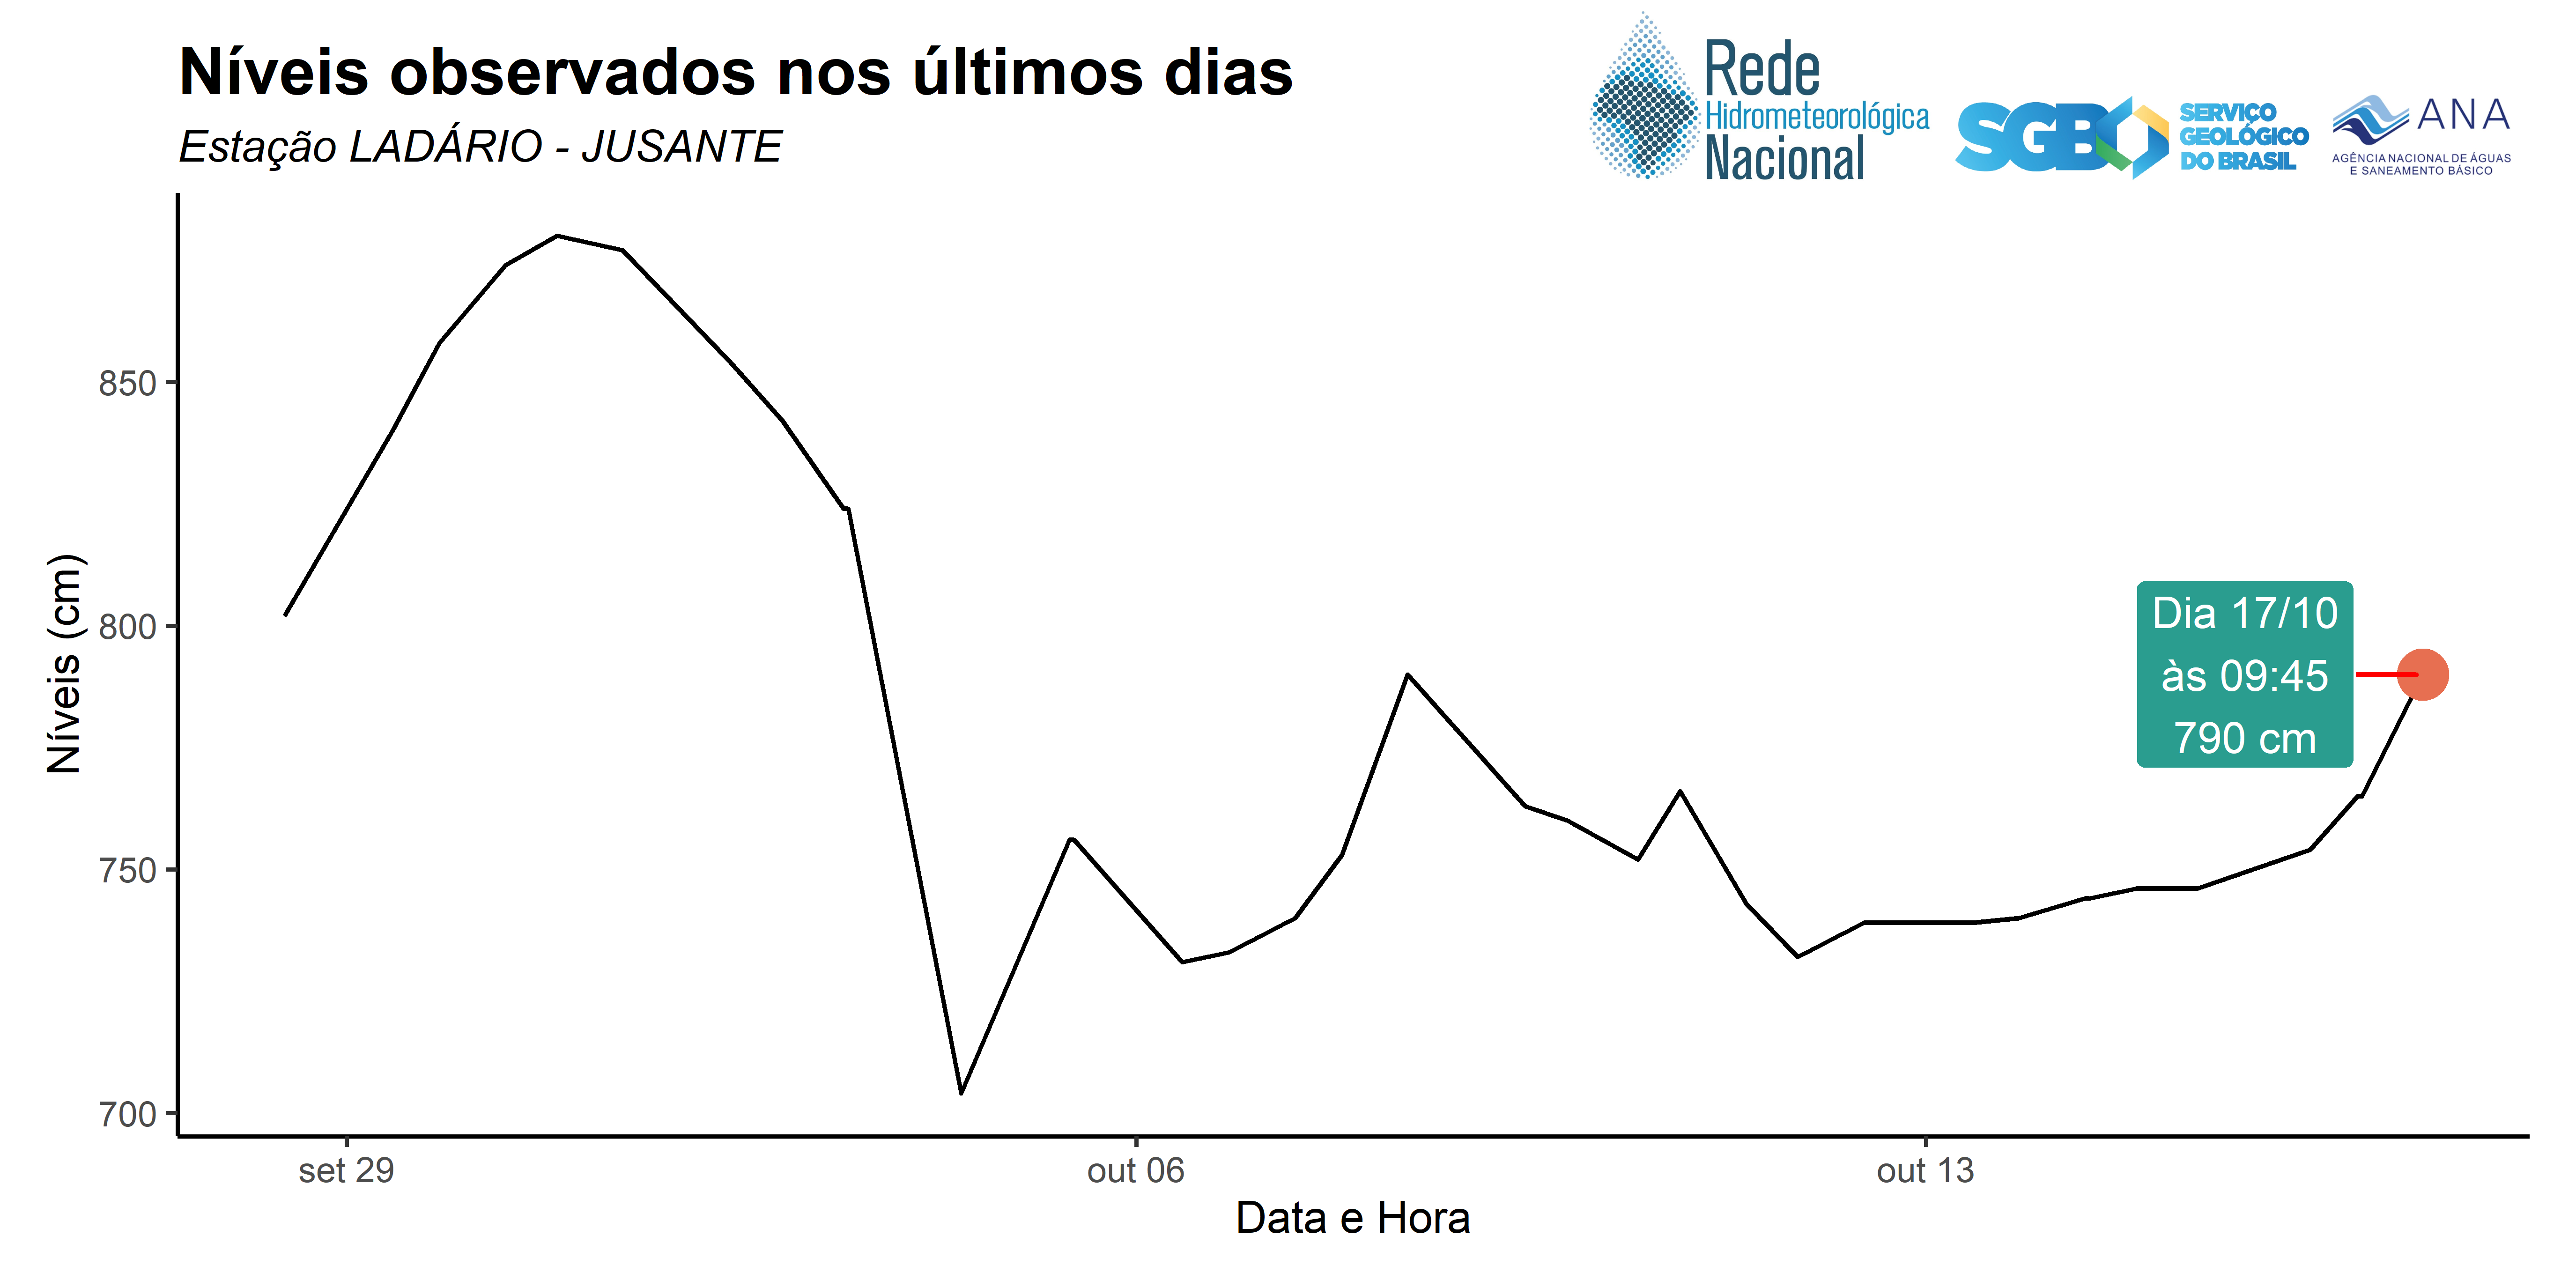 Níveis observados nos últimos dias
Estação LADÁRIO - JUSANTE
Rede
Hidrometeorológica
Nacional
SGB
SERVIÇO
GEOLÓGICO
DO BRASIL
ANA
AGÊNCIA NACIONAL DE ÁGUAS
E SANEAMENTO BÁSICO
Níveis (cm)
850
800
750
700
Dia 17/10
às 09:45
790 cm
set 29
out 06
out 13
Data e Hora